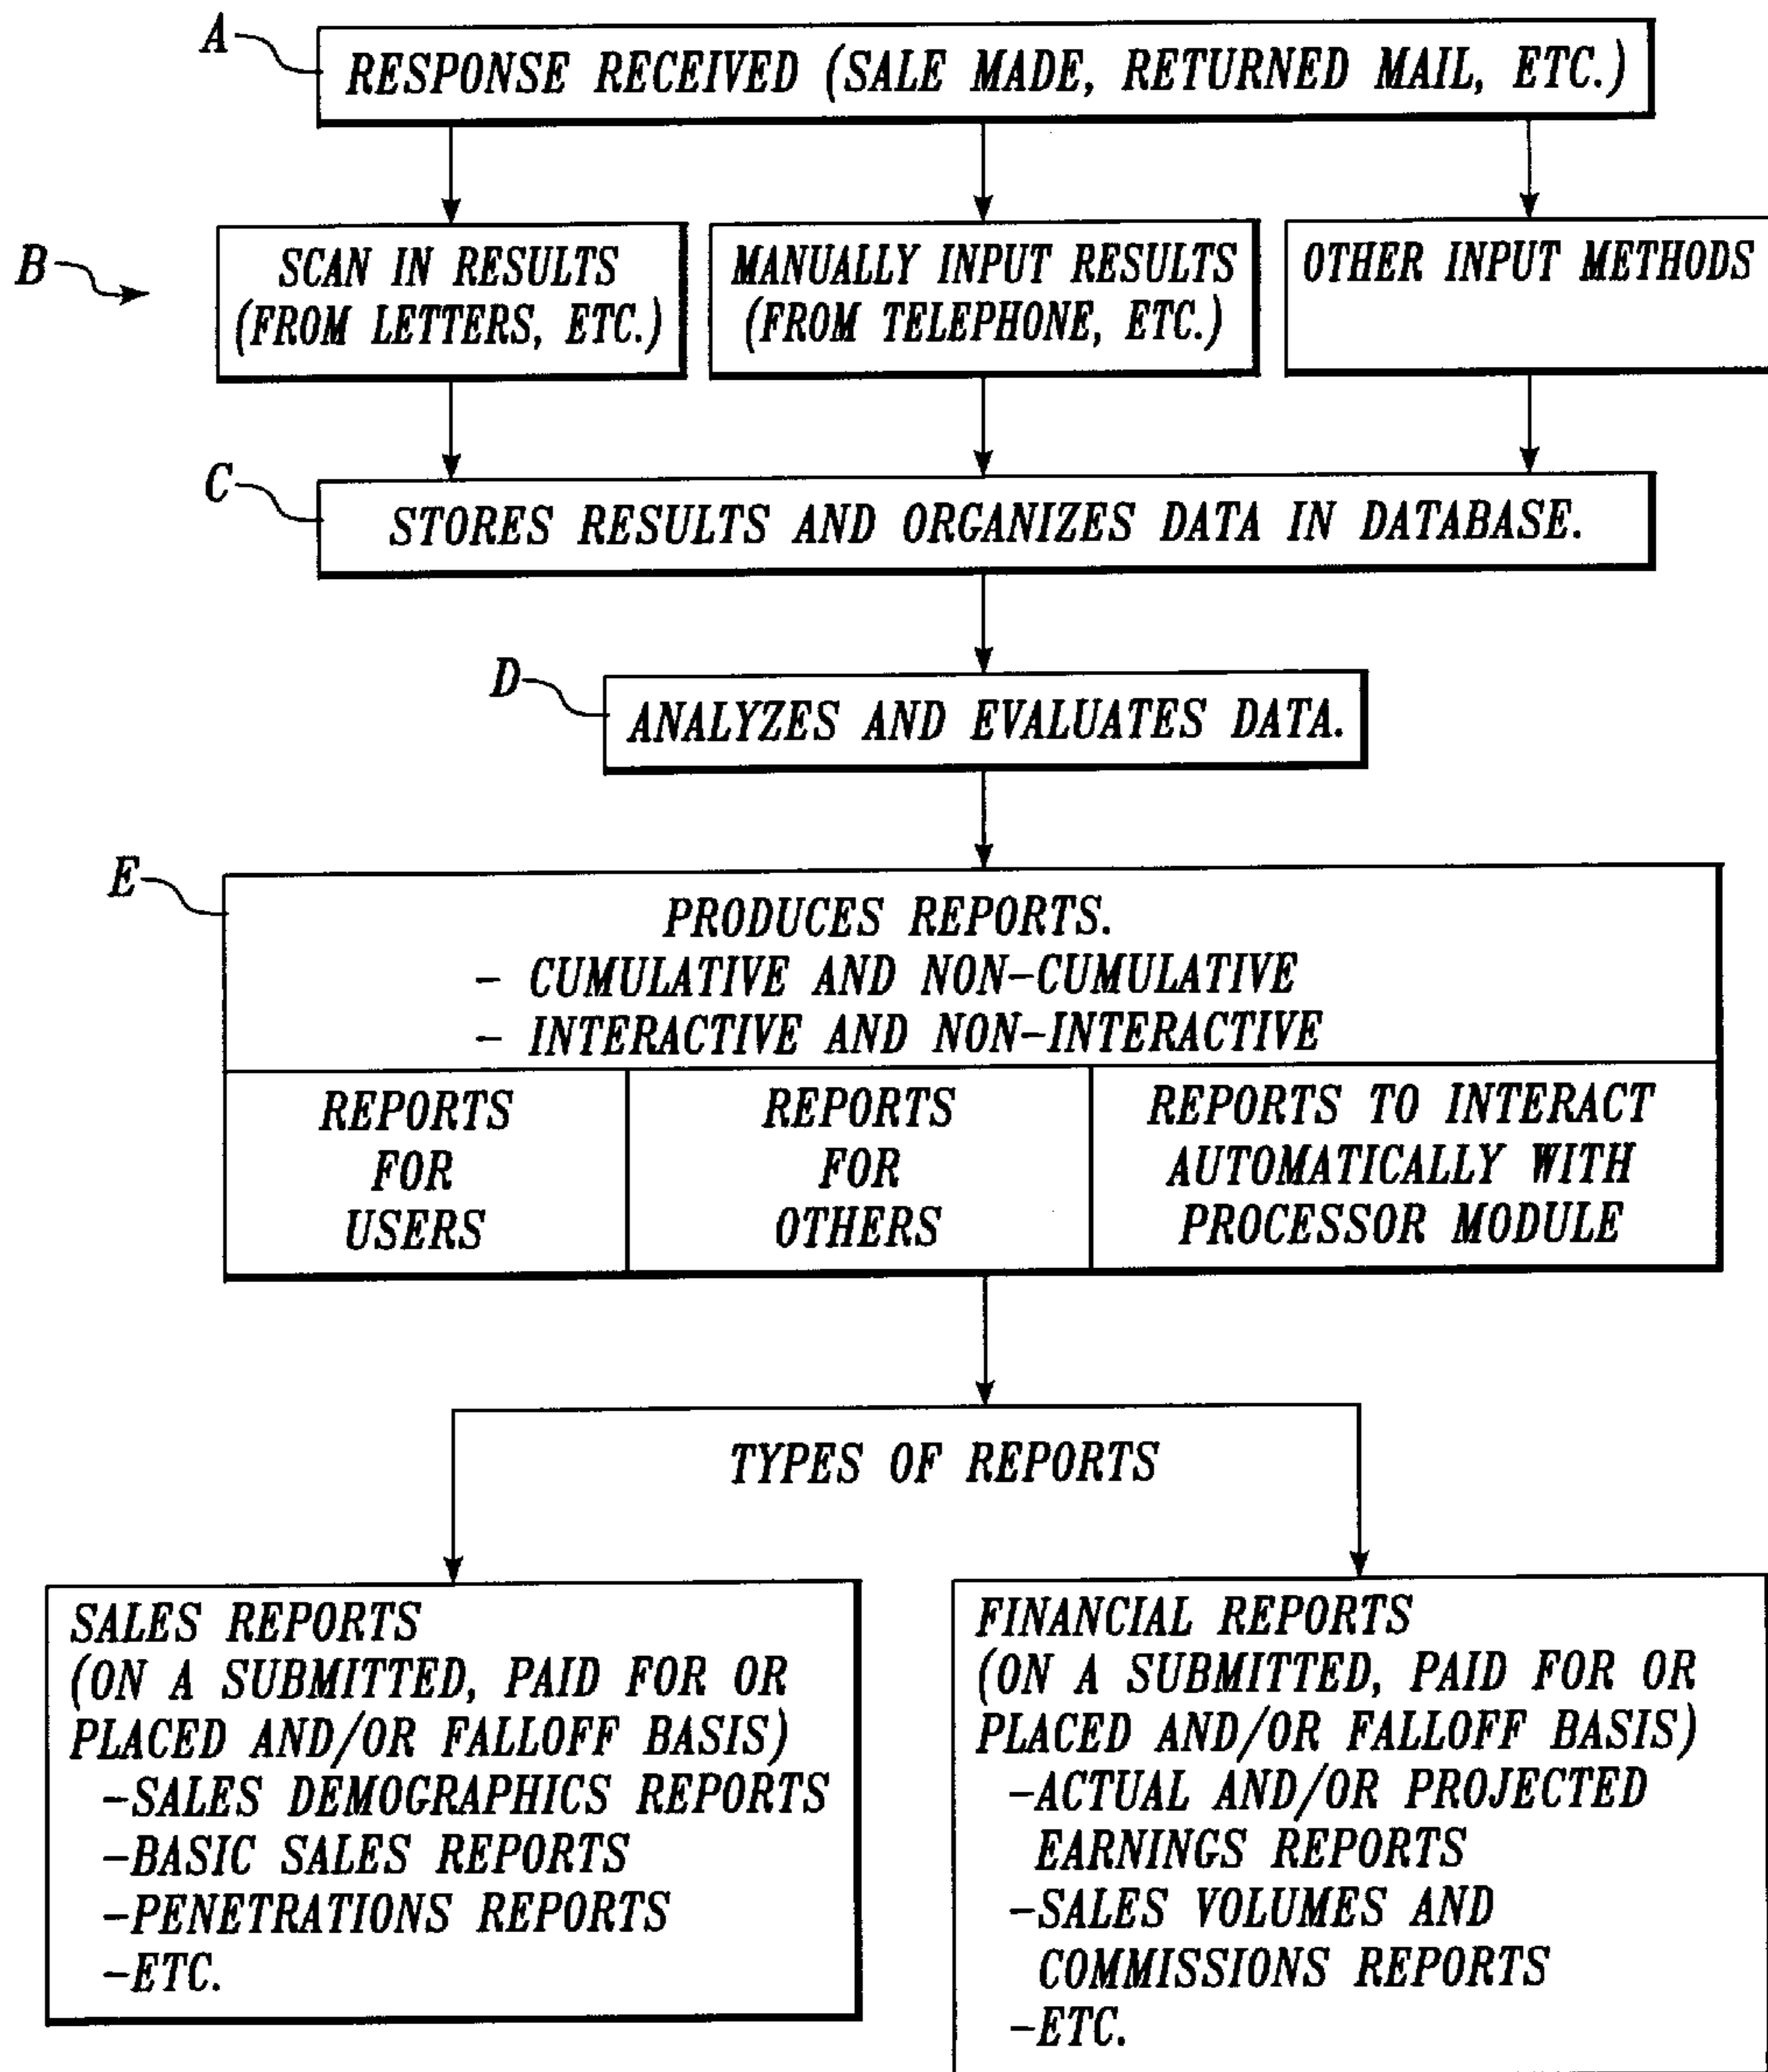 A
RESPONSE RECEIVED (SALE MADE, RETURNED MAIL, ETC.)
B
SCAN IN RESULTS
(FROM LETTERS, ETC.)
MANUALLY INPUT RESULTS
(FROM TELEPHONE, ETC.)
OTHER INPUT METHODS
C
STORES RESULTS AND ORGANIZES DATA IN DATABASE.
D
ANALYZES AND EVALUATES DATA.
E
PRODUCES REPORTS.
- CUMULATIVE AND NON-CUMULATIVE
- INTERACTIVE AND NON-INTERACTIVE
REPORTS
FOR
USERS
REPORTS
FOR
OTHERS
REPORTS TO INTERACT
AUTOMATICALLY WITH
PROCESSOR MODULE
TYPES OF REPORTS
SALES REPORTS
(ON A SUBMITTED, PAID FOR OR
PLACED AND/OR FALLOFF BASIS)
-SALES DEMOGRAPHICS REPORTS
-BASIC SALES REPORTS
-PENETRATIONS REPORTS
-ETC.
FINANCIAL REPORTS
(ON A SUBMITTED, PAID FOR OR
PLACED AND/OR FALLOFF BASIS)
-ACTUAL AND/OR PROJECTED
EARNINGS REPORTS
-SALES VOLUMES AND
COMMISSIONS REPORTS
-ETC.